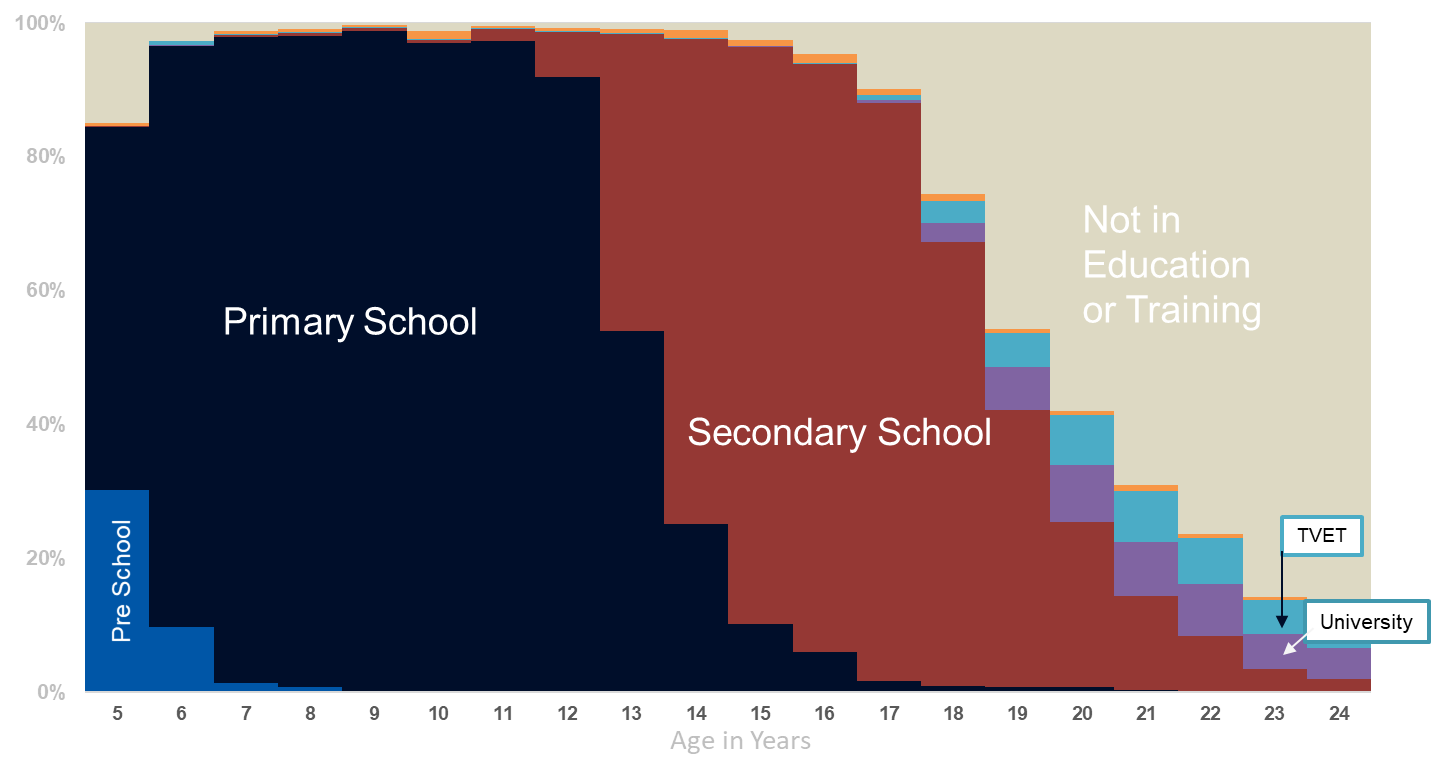 100%
80%
60%
40%
20%
0%
Not in
Education
or Training
Primary School
Secondary School
Pre School
TVET
University
5 6 7 8 9 10 11 12 13 14 15 16 17 18 19 20 21 22 23 24
Age in Years